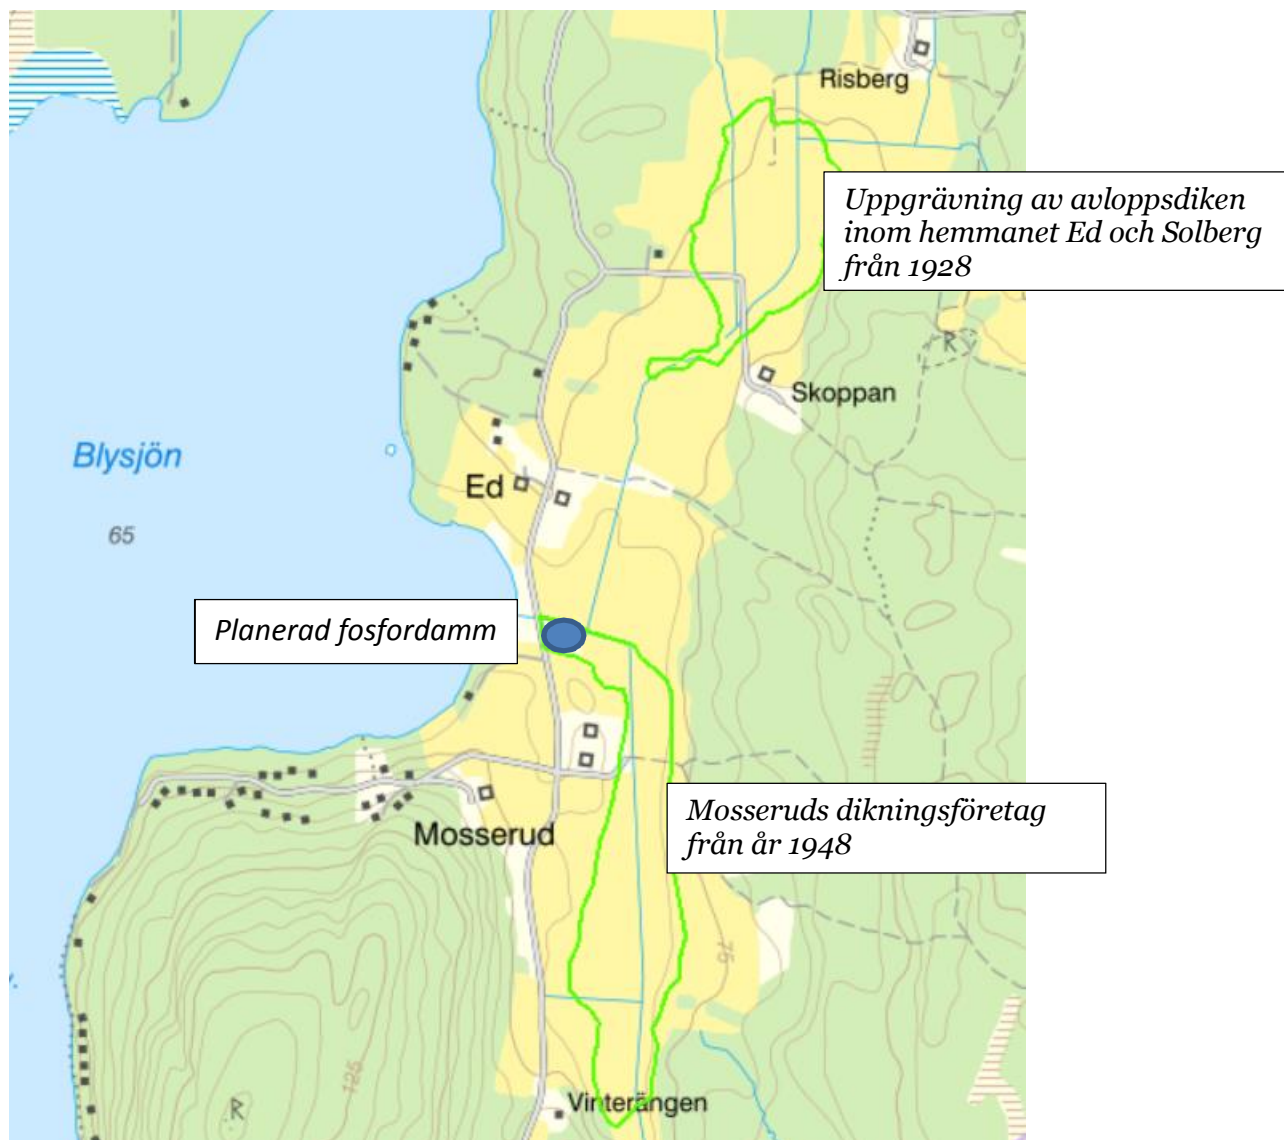 Risberg
Uppgrävning av avloppsdiken
inom hemmanet Ed och Solberg
från 1928
R
Skoppan
Blysjön
65
Ed
Planerad fosfordamm
Mosseruds dikningsföretag
från år 1948
Mosserud
75
125
R
Vinterängen